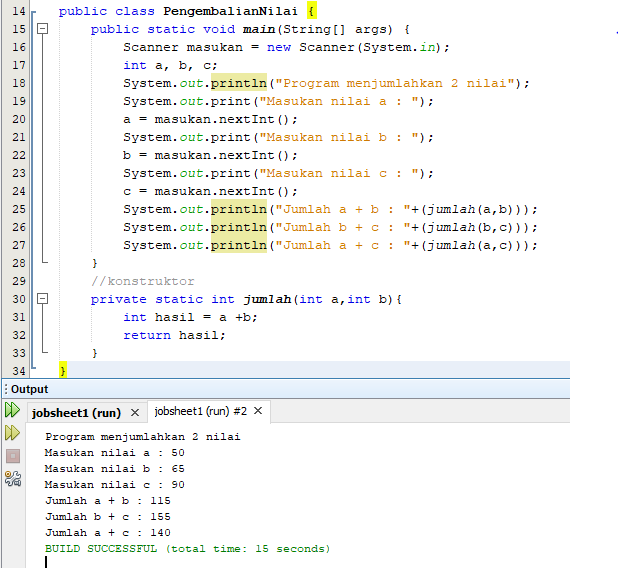 14 public class PengembalianNilai {
15 public static void main(String[] args) {
16 Scanner masukan = new Scanner(System.in);
17 int a, b, c;
18 System.out.println("Program menjumlahkan 2 nilai");
19 System.out.print("Masukan nilai a : ");
20 a = masukan.nextInt();
21 System.out.print("Masukan nilai b : ");
22 b = masukan.nextInt();
23 System.out.print("Masukan nilai c : ");
24 c = masukan.nextInt();
25 System.out.println("Jumlah a + b : "+(jumlah(a,b)));
26 System.out.println("Jumlah b + c : "+(jumlah(b,c)));
27 System.out.println("Jumlah a + c : "+(jumlah(a,c)));
28 }
29 //konstruktor
30 private static int jumlah(int a,int b){
31 int hasil = a +b;
32 return hasil;
33 }
34 }
Output
jobsheet1 (run) × jobsheet1 (run) #2 ×
Program menjumlahkan 2 nilai
Masukan nilai a : 50
Masukan nilai b : 65
Masukan nilai c : 90
Jumlah a + b : 115
Jumlah b + c : 155
Jumlah a + c : 140
BUILD SUCCESSFUL (total time: 15 seconds)